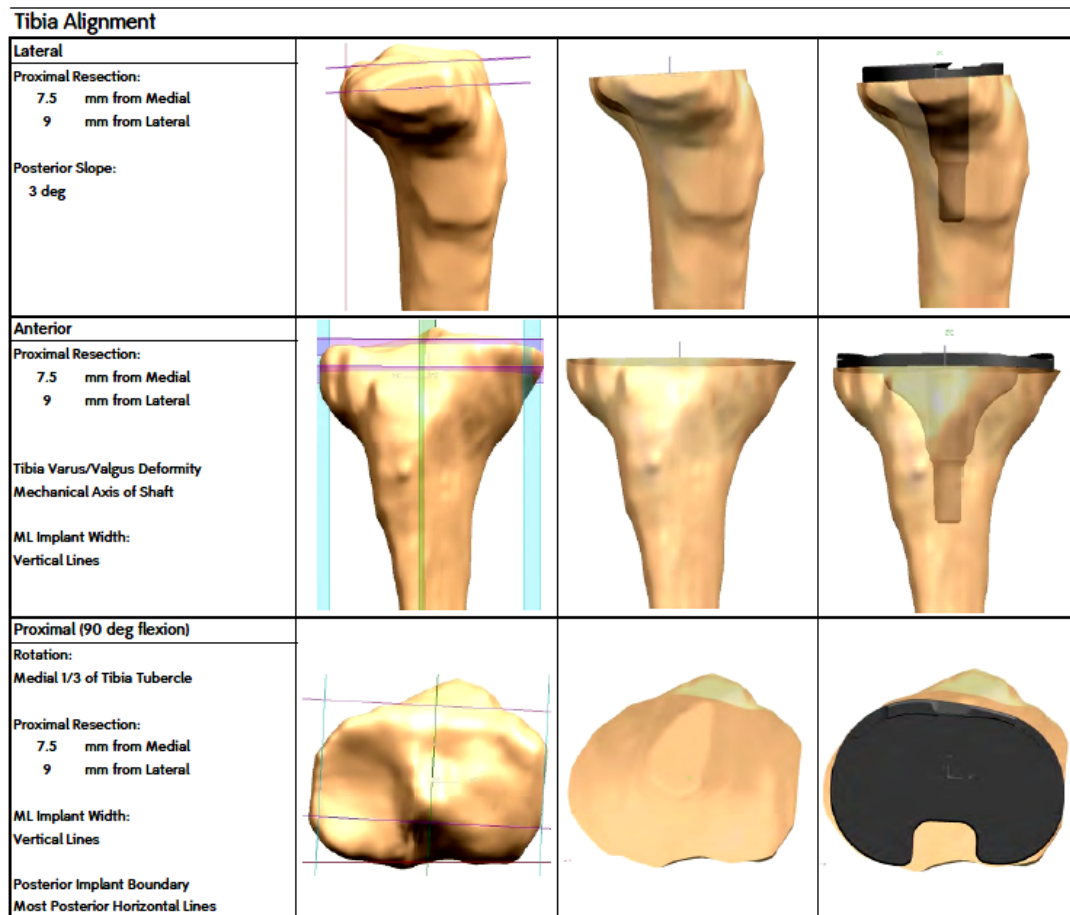 Tibia Alignment
Lateral
Proximal Resection:
7.5 mm from Medial
9 mm from Lateral
Posterior Slope:
3 deg
Anterior
Proximal Resection:
7.5 mm from Medial
9 mm from Lateral
Tibia Varus/Valgus Deformity
Mechanical Axis of Shaft
ML Implant Width:
Vertical Lines
Proximal (90 deg flexion)
Rotation:
Medial 1/3 of Tibia Tubercle
Proximal Resection:
7.5 mm from Medial
9 mm from Lateral
ML Implant Width:
Vertical Lines
Posterior Implant Boundary
Most Posterior Horizontal Lines